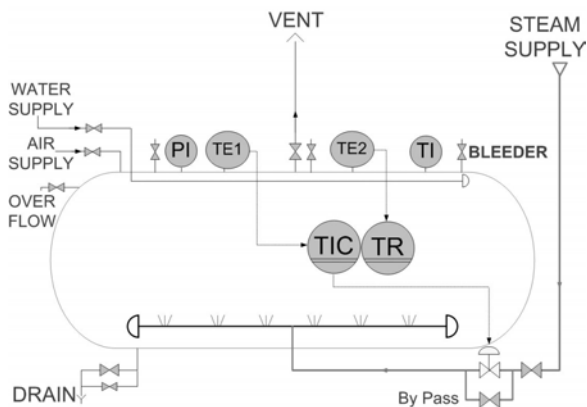 VENT
STEAM
SUPPLY
WATER
SUPPLY
AIR
SUPPLY
PI
TE1
TE2
TI
BLEEDER
OVER
FLOW
TIC
TR
DRAIN
By Pass